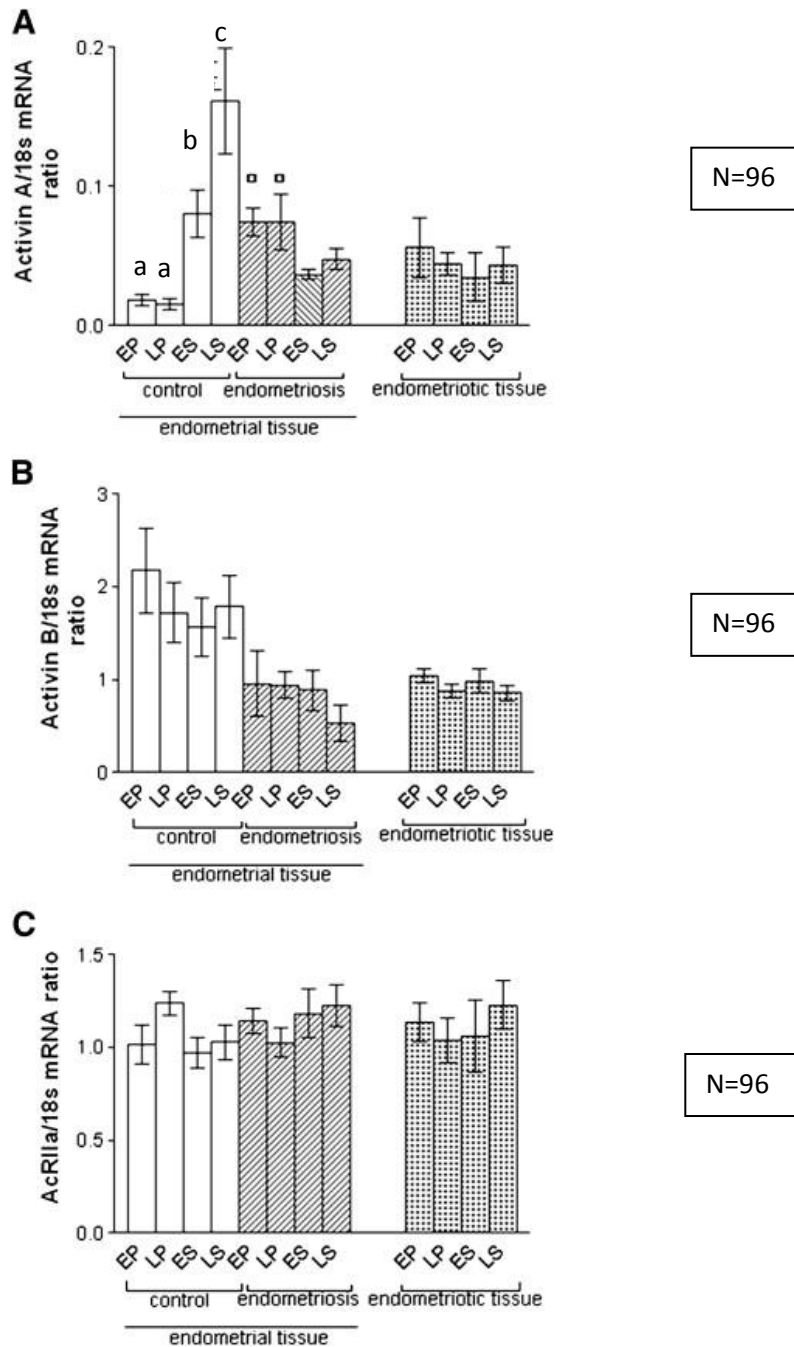 A
c
0.2
b
Activin A/18s mRNA
ratio
N=96
0.1
a a
0.0
EP LP ES LS EP LP ES LS EP LP ES LS
control endometriosis endometriotic tissue
endometrial tissue
B
3
2
Activin B/18s mRNA
ratio
N=96
1
0
EP LP ES LS EP LP ES LS EP LP ES LS
control endometriosis endometriotic tissue
endometrial tissue
C
1.5
1.0
AcRIIa/18s mRNA ratio
N=96
0.5
0.0
EP LP ES LS EP LP ES LS EP LP ES LS
control endometriosis endometriotic tissue
endometrial tissue